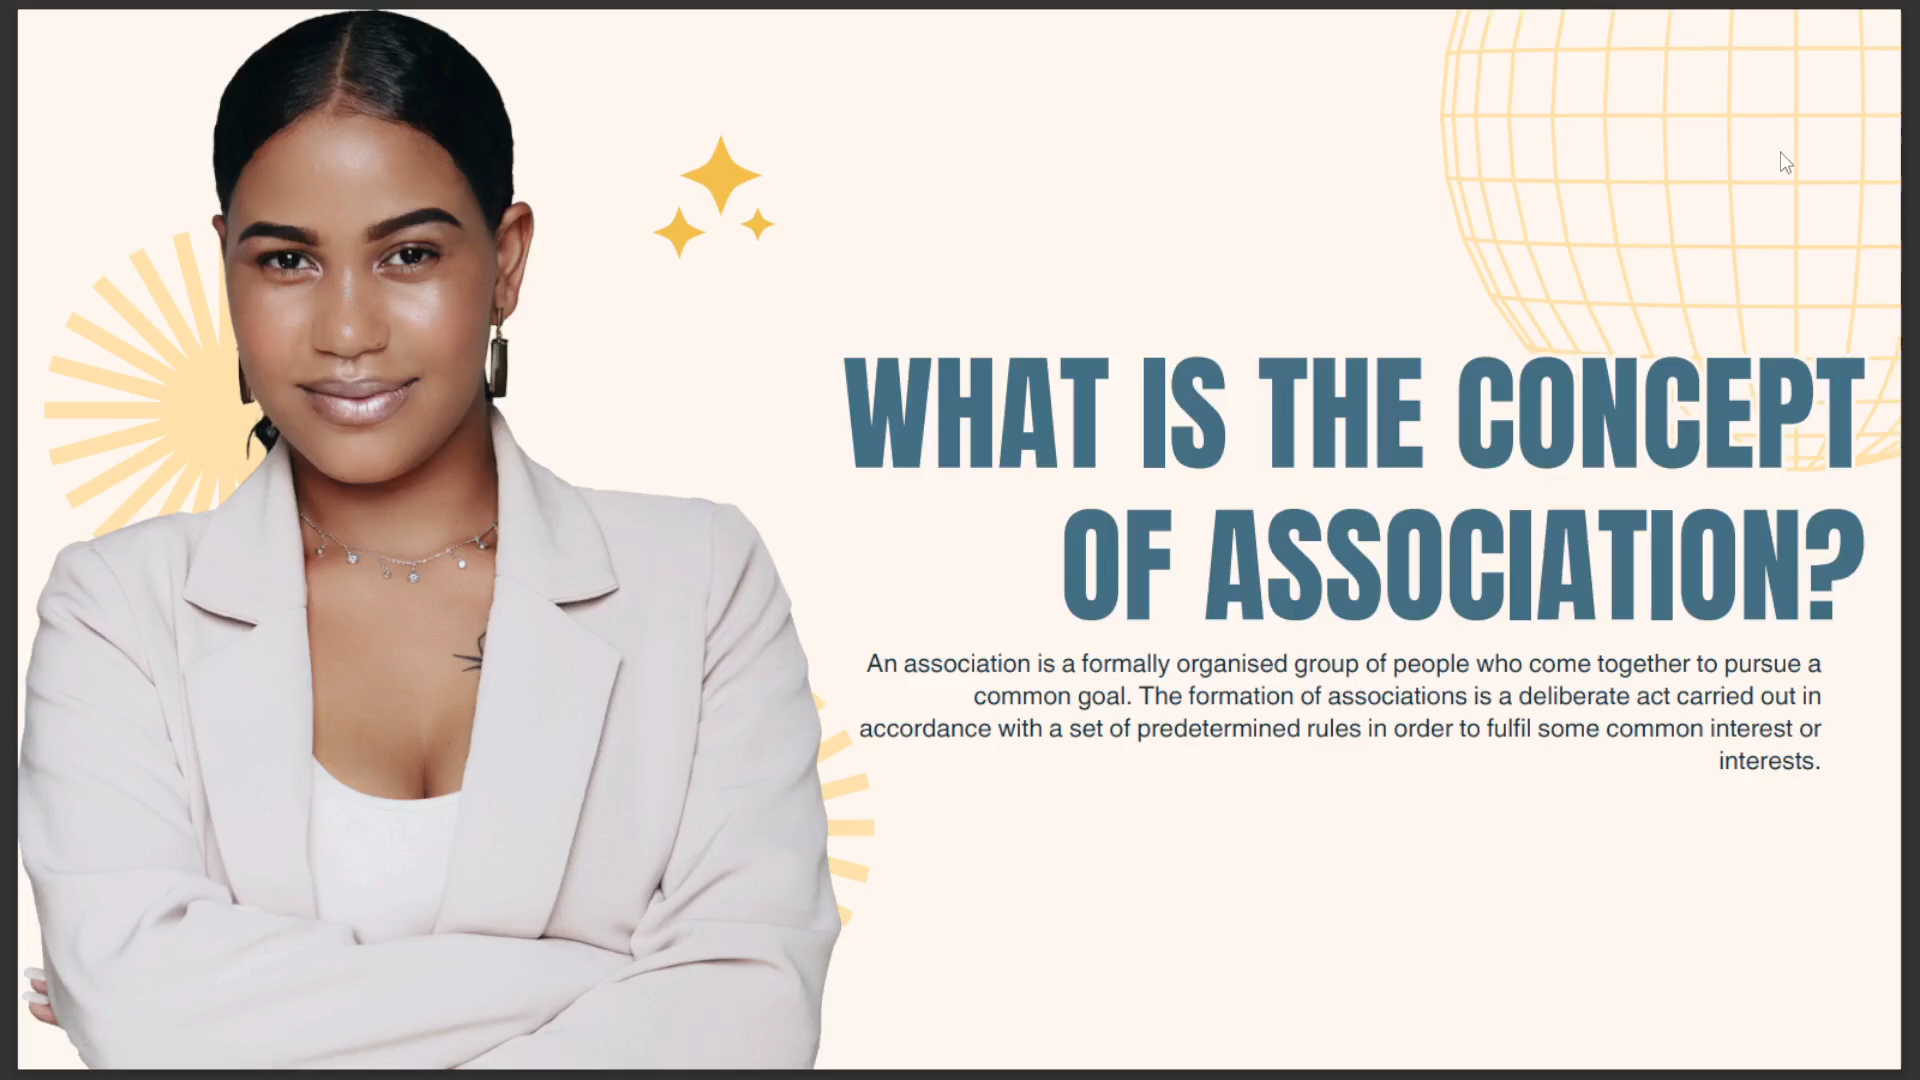 WHAT IS THE CONCEPT
OF ASSOCIATION?
An association is a formally organised group of people who come together to pursue a
common goal. The formation of associations is a deliberate act carried out in
accordance with a set of predetermined rules in order to fulfil some common interest or
interests.